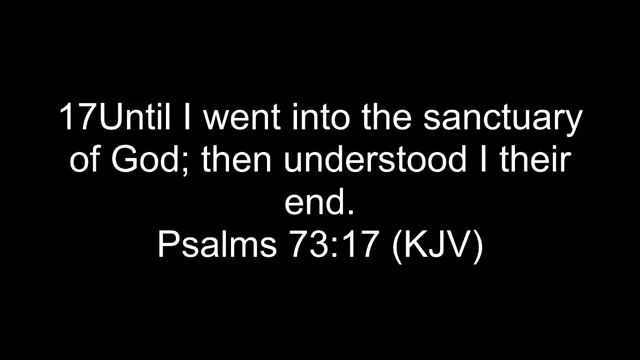 17Until I went into the sanctuary
of God; then understood I their
end.
Psalms 73:17 (KJV)